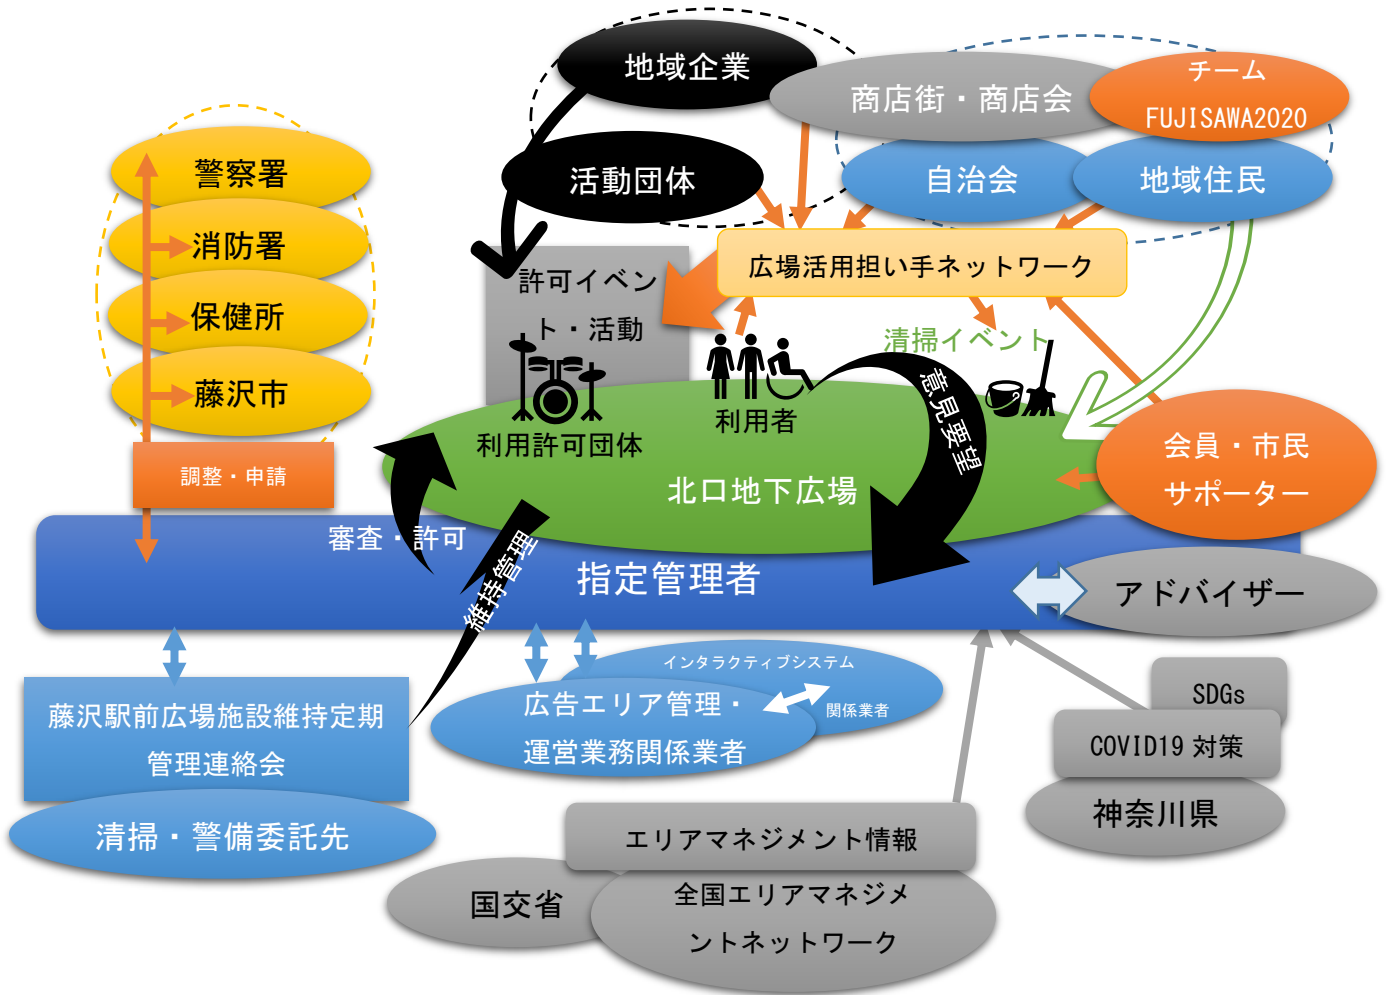 地域企業
商店街・商店会
チーム
FUJISAWA2020
警察署
活動団体
自治会
地域住民
消防署
許可イベン
ト・活動
広場活用担い手ネットワーク
保健所
清掃イベント
藤沢市
利用者
意見要望
利用許可団体
調整・申請
会員・市民
サポーター
北口地下広場
審査・許可
維持管理
指定管理者
アドバイザー
インタラクティブシステム
関係業者
藤沢駅前広場施設維持定期
管理連絡会
広告エリア管理・
運営業務関係業者
SDGs
COVID19 対策
清掃・警備委託先
神奈川県
エリアマネジメント情報
国交省
全国エリアマネジメ
ントネットワーク